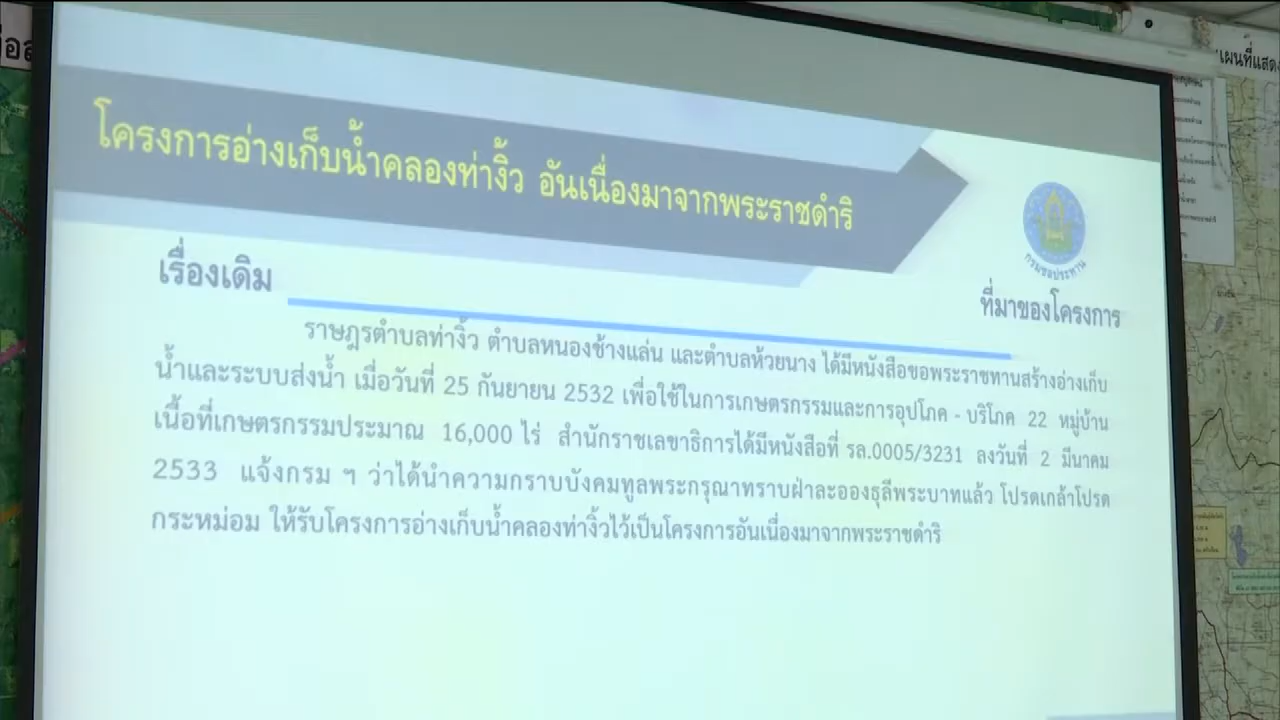 โครงการอ่างเก็บน้ำคลองท่างิ้ว อันเนื่องมาจากพระราชดำริ
กรมชลประทาน
เรื่องเดิม
ที่มาของโครงการ
ราษฎรตำบลท่างิ้ว ตำบลหนองช้างแล่น และตำบลห้วยนาง ได้มีหนังสือขอพระราชทานสร้างอ่างเก็บ
น้ำและระบบส่งน้ำ เมื่อวันที่ 25 กันยายน 2532 เพื่อใช้ในการเกษตรกรรมและการอุปโภค - บริโภค 22 หมู่บ้าน
เนื้อที่เกษตรกรรมประมาณ 16,000 ไร่ สำนักราชเลขาธิการได้มีหนังสือที่ รล.0005/3231 ลงวันที่ 2 มีนาคม
2533 แจ้งกรม ฯ ว่าได้นำความกราบบังคมทูลพระกรุณาทราบฝ่าละอองธุลีพระบาทแล้ว โปรดเกล้าโปรด
กระหม่อม ให้รับโครงการอ่างเก็บน้ำคลองท่างิ้วไว้เป็นโครงการอันเนื่องมาจากพระราชดำริ
แผนที่แสดง